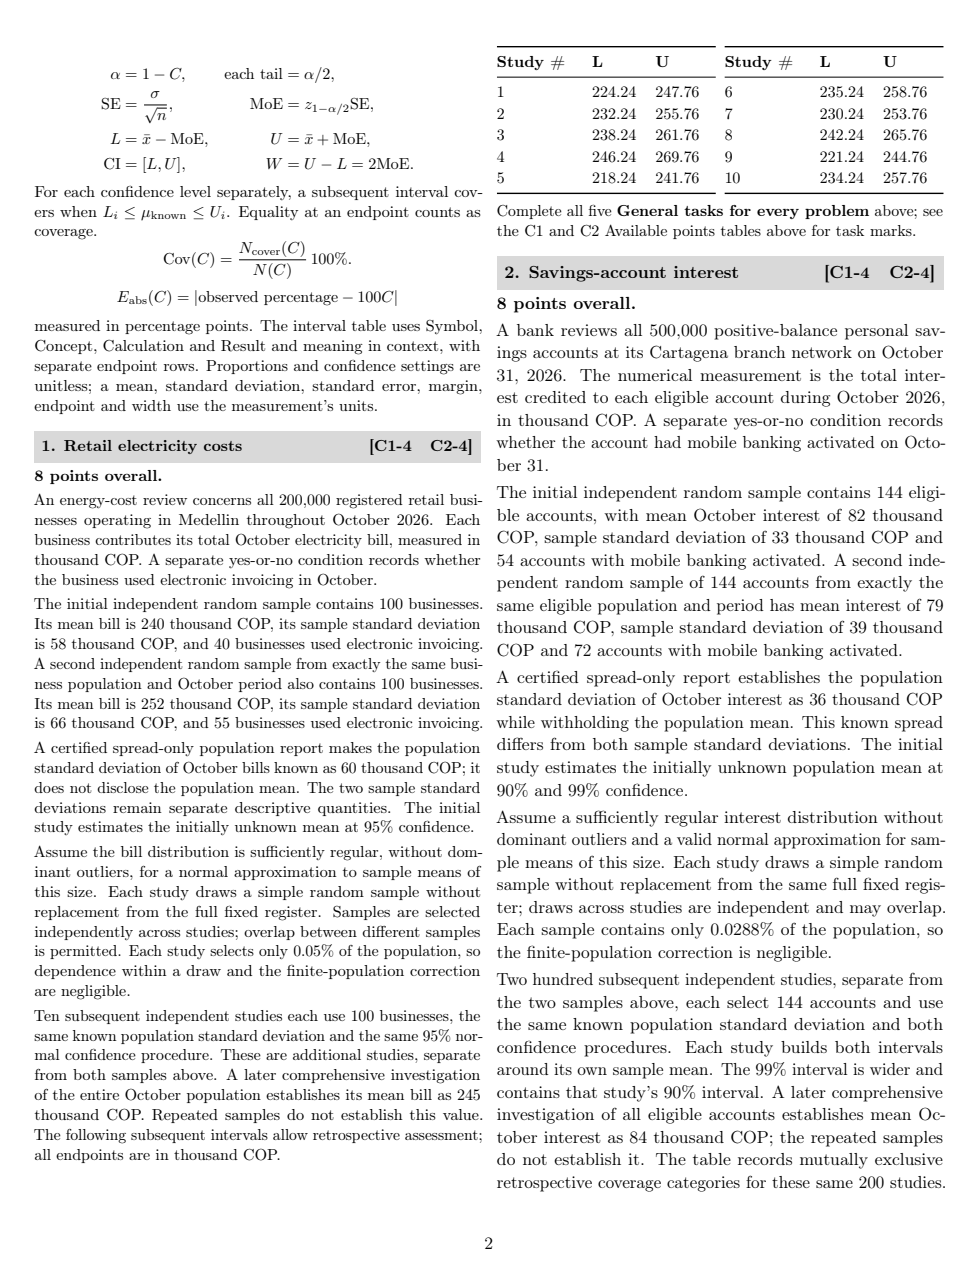 α = 1 − C, each tail = α/2,
SE = σ/√n, MoE = z₁₋α/₂SE,
L = x̄ − MoE, U = x̄ + MoE,
CI = [L, U], W = U − L = 2MoE.
For each confidence level separately, a subsequent interval cov-
ers when Lᵢ ≤ μknown ≤ Uᵢ. Equality at an endpoint counts as
coverage.
Cov(C) = Ncover(C)/N(C) 100%.
Eabs(C) = |observed percentage − 100C|
measured in percentage points. The interval table uses Symbol,
Concept, Calculation and Result and meaning in context, with
separate endpoint rows. Proportions and confidence settings are
unitless; a mean, standard deviation, standard error, margin,
endpoint and width use the measurement's units.
1. Retail electricity costs [C1-4 C2-4]
8 points overall.
An energy-cost review concerns all 200,000 registered retail busi-
nesses operating in Medellin throughout October 2026. Each
business contributes its total October electricity bill, measured in
thousand COP. A separate yes-or-no condition records whether
the business used electronic invoicing in October.
The initial independent random sample contains 100 businesses.
Its mean bill is 240 thousand COP, its sample standard deviation
is 58 thousand COP, and 40 businesses used electronic invoicing.
A second independent random sample from exactly the same busi-
ness population and October period also contains 100 businesses.
Its mean bill is 252 thousand COP, its sample standard deviation
is 66 thousand COP, and 55 businesses used electronic invoicing.
A certified spread-only population report makes the population
standard deviation of October bills known as 60 thousand COP; it
does not disclose the population mean. The two sample standard
deviations remain separate descriptive quantities. The initial
study estimates the initially unknown mean at 95% confidence.
Assume the bill distribution is sufficiently regular, without dom-
inant outliers, for a normal approximation to sample means of
this size. Each study draws a simple random sample without
replacement from the full fixed register. Samples are selected
independently across studies; overlap between different samples
is permitted. Each study selects only 0.05% of the population, so
dependence within a draw and the finite-population correction
are negligible.
Ten subsequent independent studies each use 100 businesses, the
same known population standard deviation and the same 95% nor-
mal confidence procedure. These are additional studies, separate
from both samples above. A later comprehensive investigation
of the entire October population establishes its mean bill as 245
thousand COP. Repeated samples do not establish this value.
The following subsequent intervals allow retrospective assessment;
all endpoints are in thousand COP.
Study # L U Study # L U
1 224.24 247.76 6 235.24 258.76
2 232.24 255.76 7 230.24 253.76
3 238.24 261.76 8 242.24 265.76
4 246.24 269.76 9 221.24 244.76
5 218.24 241.76 10 234.24 257.76
Complete all five General tasks for every problem above; see
the C1 and C2 Available points tables above for task marks.
2. Savings-account interest [C1-4 C2-4]
8 points overall.
A bank reviews all 500,000 positive-balance personal sav-
ings accounts at its Cartagena branch network on October
31, 2026. The numerical measurement is the total inter-
est credited to each eligible account during October 2026,
in thousand COP. A separate yes-or-no condition records
whether the account had mobile banking activated on Octo-
ber 31.
The initial independent random sample contains 144 eligi-
ble accounts, with mean October interest of 82 thousand
COP, sample standard deviation of 33 thousand COP and
54 accounts with mobile banking activated. A second inde-
pendent random sample of 144 accounts from exactly the
same eligible population and period has mean interest of 79
thousand COP, sample standard deviation of 39 thousand
COP and 72 accounts with mobile banking activated.
A certified spread-only report establishes the population
standard deviation of October interest as 36 thousand COP
while withholding the population mean. This known spread
differs from both sample standard deviations. The initial
study estimates the initially unknown population mean at
90% and 99% confidence.
Assume a sufficiently regular interest distribution without
dominant outliers and a valid normal approximation for sam-
ple means of this size. Each study draws a simple random
sample without replacement from the same full fixed regis-
ter; draws across studies are independent and may overlap.
Each sample contains only 0.0288% of the population, so
the finite-population correction is negligible.
Two hundred subsequent independent studies, separate from
the two samples above, each select 144 accounts and use
the same known population standard deviation and both
confidence procedures. Each study builds both intervals
around its own sample mean. The 99% interval is wider and
contains that study's 90% interval. A later comprehensive
investigation of all eligible accounts establishes mean Oc-
tober interest as 84 thousand COP; the repeated samples
do not establish it. The table records mutually exclusive
retrospective coverage categories for these same 200 studies.
2